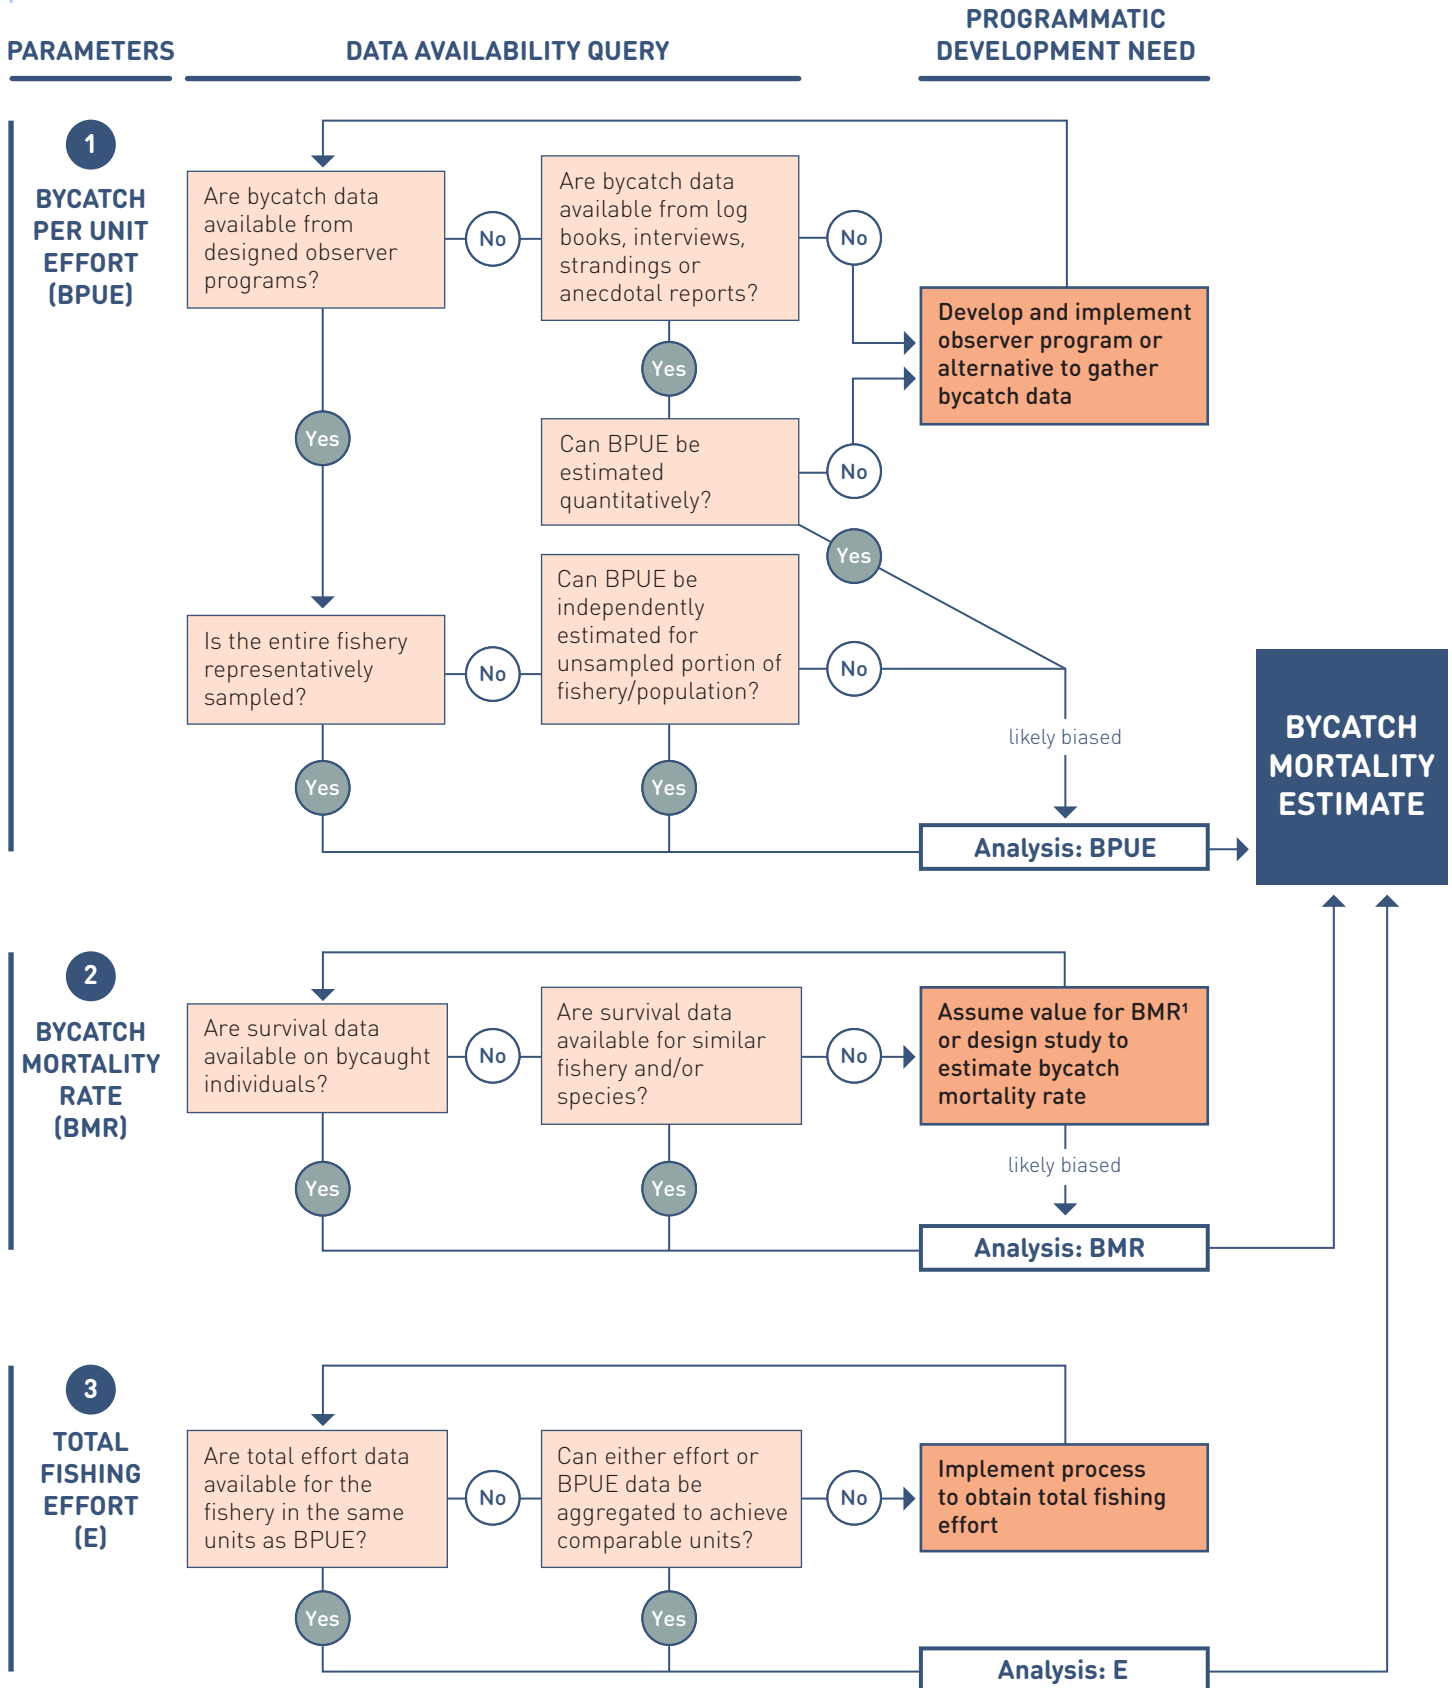 PARAMETERS
DATA AVAILABILITY QUERY
PROGRAMMATIC
DEVELOPMENT NEED
1
BYCATCH
PER UNIT
EFFORT
(BPUE)
Are bycatch data
available from
designed observer
programs?
No
Are bycatch data
available from log
books, interviews,
strandings or
anecdotal reports?
No
Develop and implement
observer program or
alternative to gather
bycatch data
Yes
Yes
Can BPUE be
estimated
quantitatively?
No
Yes
Is the entire fishery
representatively
sampled?
No
Can BPUE be
independently
estimated for
unsampled portion of
fishery/population?
No
likely biased
Yes
Yes
Analysis: BPUE
BYCATCH
MORTALITY
ESTIMATE
2
BYCATCH
MORTALITY
RATE
(BMR)
Are survival data
available on bycaught
individuals?
No
Are survival data
available for similar
fishery and/or
species?
No
Assume value for BMR¹
or design study to
estimate bycatch
mortality rate
likely biased
Yes
Yes
Analysis: BMR
3
TOTAL
FISHING
EFFORT
(E)
Are total effort data
available for the
fishery in the same
units as BPUE?
No
Can either effort or
BPUE data be
aggregated to achieve
comparable units?
No
Implement process
to obtain total fishing
effort
Yes
Yes
Analysis: E